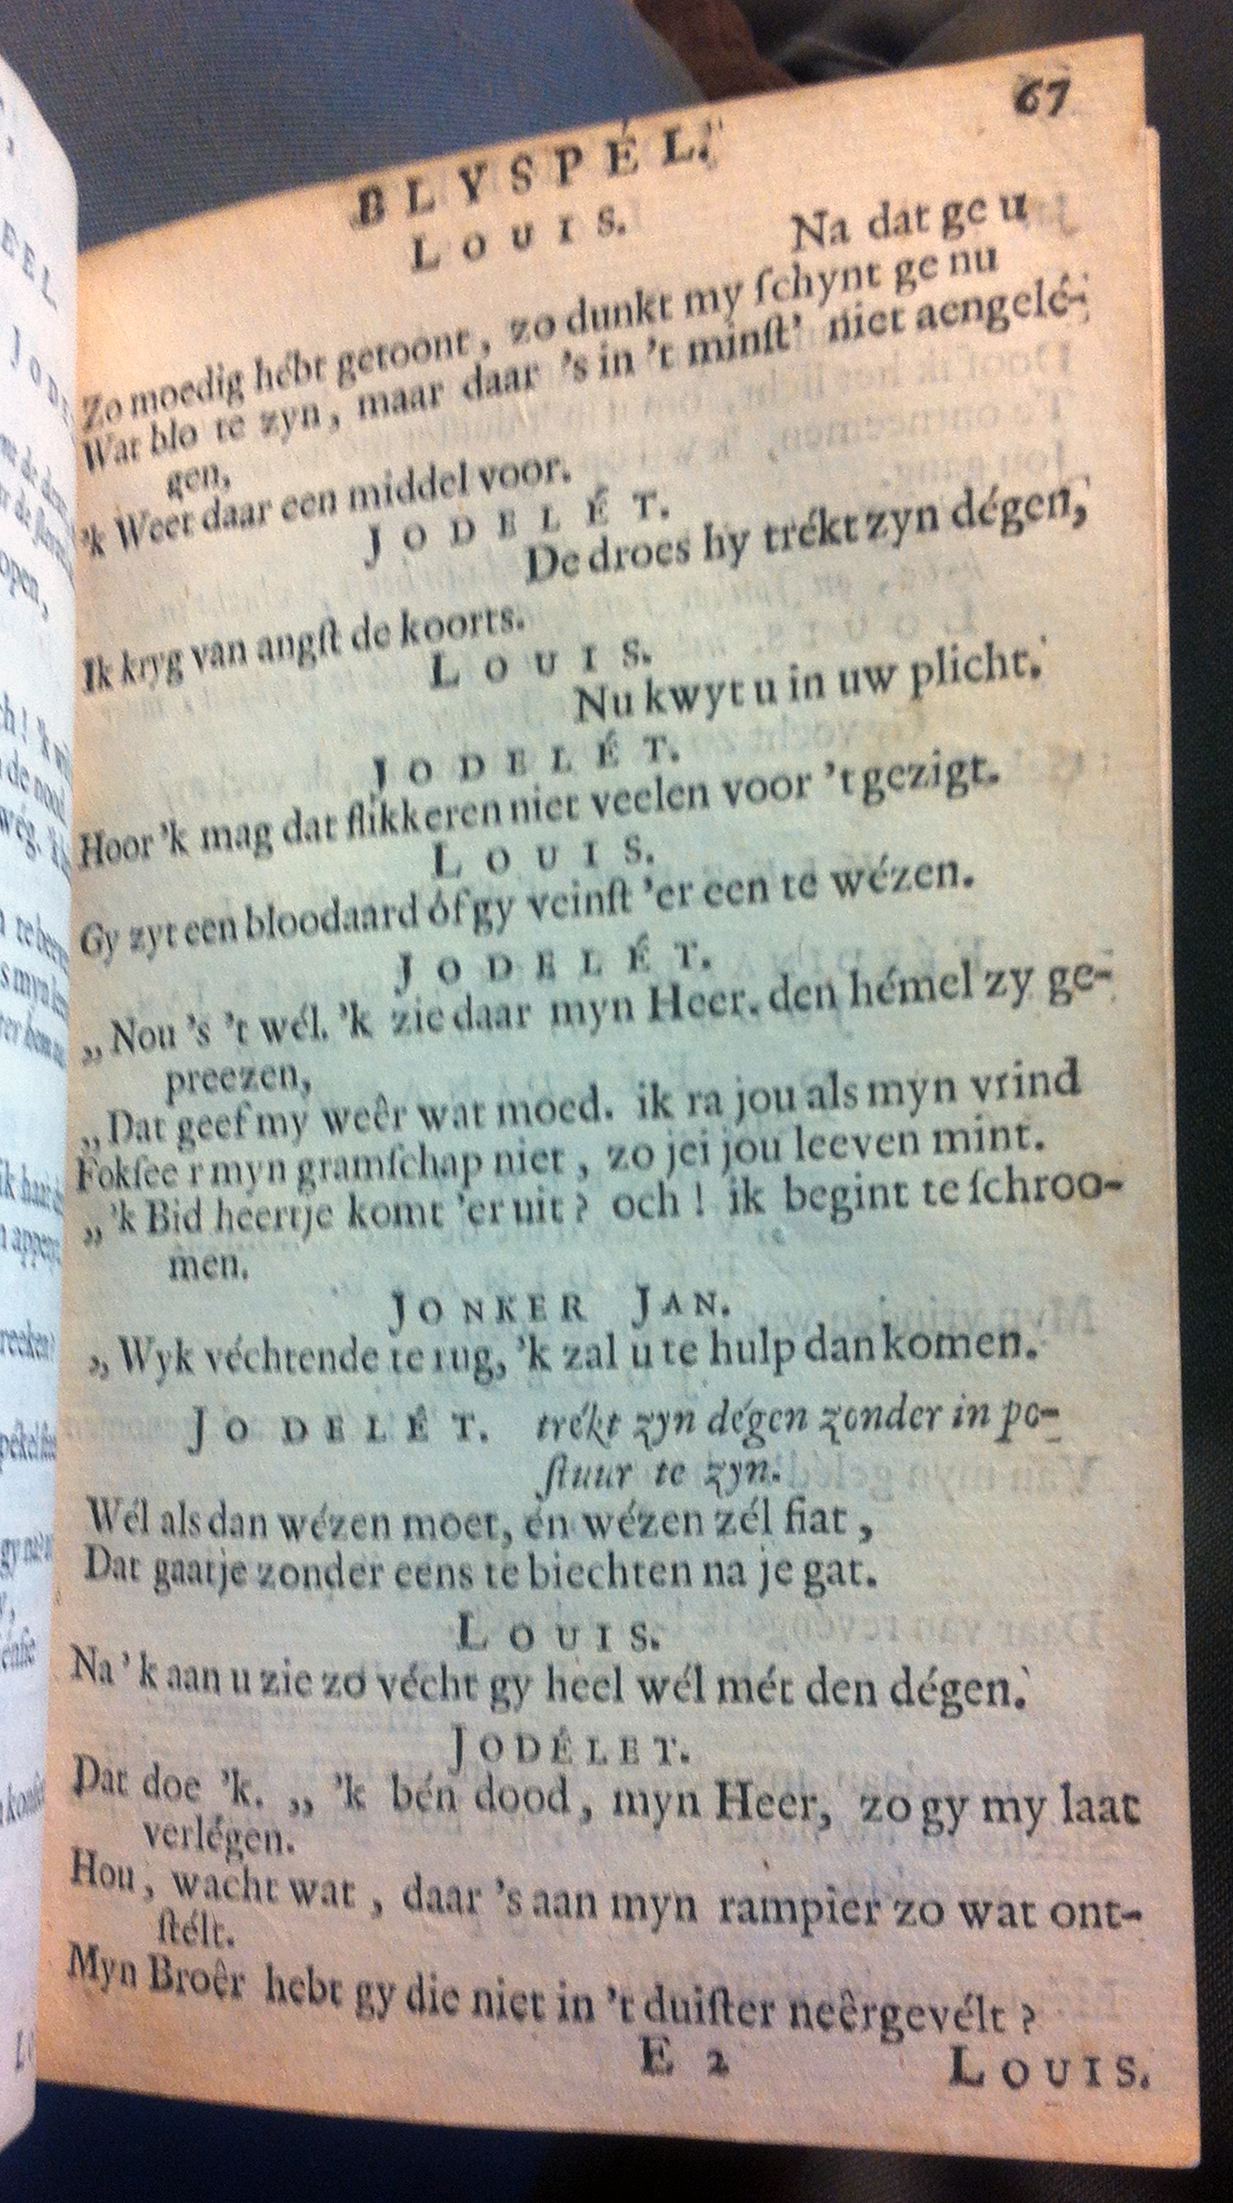 67
BLYSPÉL.
LOUIS.
Na dat ge u
Zo moedig hébt getoont, zo dunkt my ſchynt ge nu
Wat blo te zyn, maar daar 's in 't minſt' niet aengelé-
gen,
'k Weet daar een middel voor.
JODELÉT.
De droes hy trékt zyn dégen,
Ik kryg van angſt de koorts.
LOUIS.
Nu kwyt u in uw plicht.
JODELÉT.
Hoor 'k mag dat flikkeren niet veelen voor 't gezigt.
LOUIS.
Gy zyt een bloodaard óf gy veinſt 'er een te wézen.
JODELÉT.
„Nou 's 't wél. 'k zie daar myn Heer. den hémel zy ge-
preezen,
„Dat geef my weêr wat moed. ik ra jou als myn vrind
Fokſeer myn gramſchap niet, zo jei jou leeven mint.
„'k Bid heertje komt 'er uit? och! ik begint te ſchroo-
men.
JONKER JAN.
„Wyk véchtende te rug, 'k zal u te hulp dan komen.
JODELÉT. trékt zyn dégen zonder in po-
ſtuur te zyn.
Wél als dan wézen moet, én wézen zél fiat,
Dat gaatje zonder eens te biechten na je gat.
LOUIS.
Na 'k aan u zie zo vécht gy heel wél mét den dégen.
JODÉLET.
Dat doe 'k. „ 'k bén dood, myn Heer, zo gy my laat
verlégen.
Hou, wacht wat, daar 's aan myn rampier zo wat ont-
ſtélt.
Myn Broêr hebt gy die niet in 't duiſter neêrgevélt?
E 2
LOUIS.